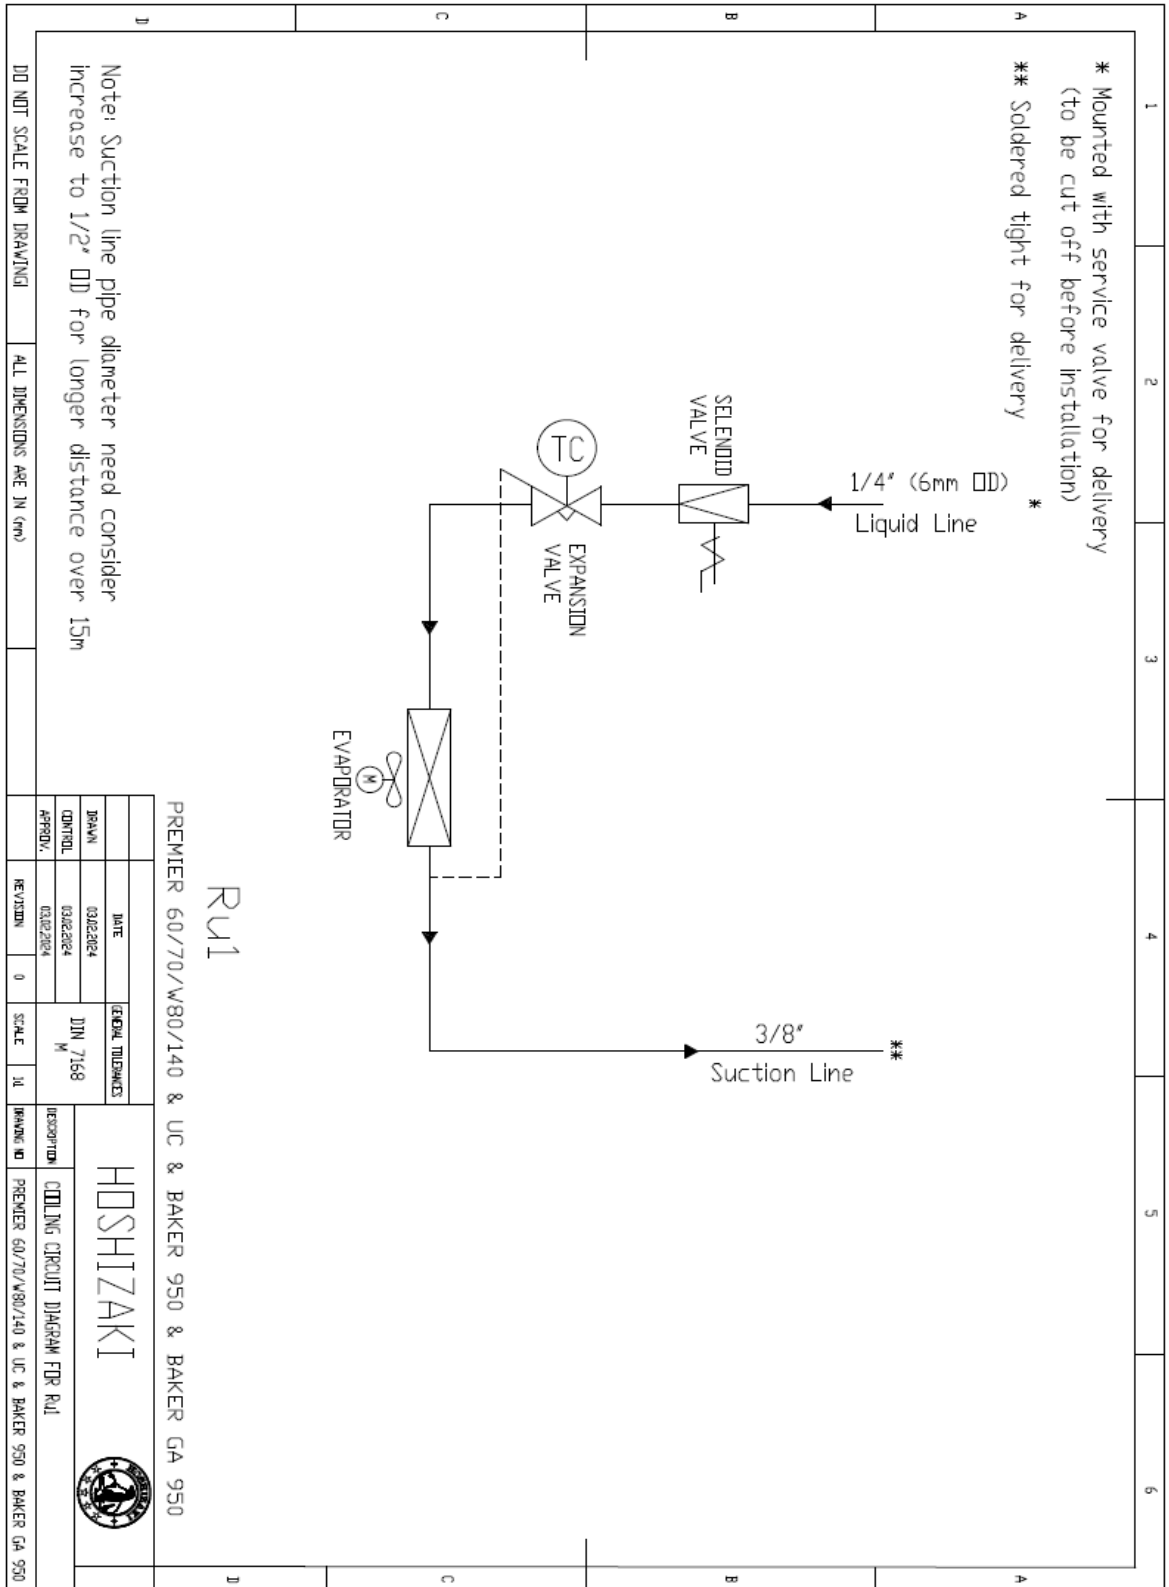 1
2
3
4
5
6
A
B
C
D
A
B
C
D
* Mounted with service valve for delivery
(to be cut off before installation)
** Soldered tight for delivery
*
1/4" (6mm OD)
Liquid Line
SELENOID
VALVE
TC
EXPANSION
VALVE
M
EVAPORATOR
**
3/8"
Suction Line
Note: Suction line pipe diameter need consider
increase to 1/2" OD for longer distance over 15m
Ru1
PREMIER 60/70/W80/140 & UC & BAKER 950 & BAKER GA 950
DATE
GENERAL TOLERANCES
DRAWN 03.02.2024
CONTROL 03.02.2024
APPROV. 03.02.2024
DIN 7168
M
HOSHIZAKI
HOSHIZAKI
DESCRIPTION COOLING CIRCUIT DIAGRAM FOR Ru1
DO NOT SCALE FROM DRAWING!
ALL DIMENSIONS ARE IN (mm)
REVISION 0
SCALE 1:1
DRAWING NO PREMIER 60/70/W80/140 & UC & BAKER 950 & BAKER GA 950